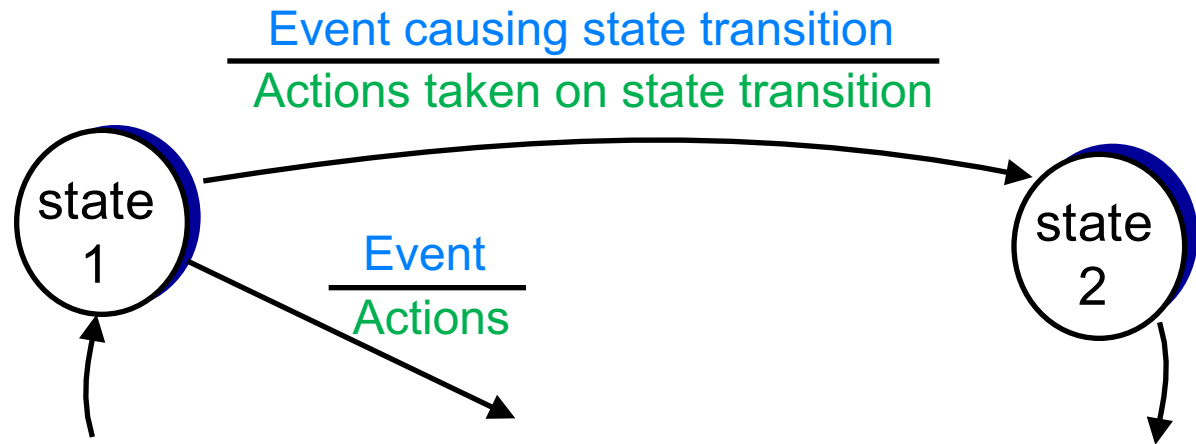 Event causing state transition
Actions taken on state transition
state
1
Event
Actions
state
2